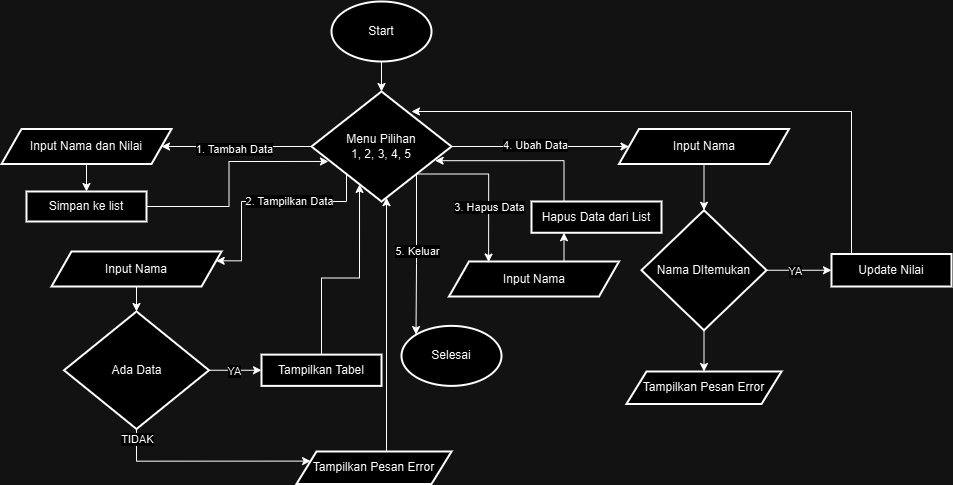 Start
Menu Pilihan
1, 2, 3, 4, 5
1. Tambah Data
Input Nama dan Nilai
Simpan ke list
2. Tampilkan Data
Input Nama
Ada Data
YA
Tampilkan Tabel
TIDAK
Tampilkan Pesan Error
3. Hapus Data
Input Nama
Hapus Data dari List
4. Ubah Data
Input Nama
Nama DItemukan
YA
Update Nilai
Tampilkan Pesan Error
5. Keluar
Selesai